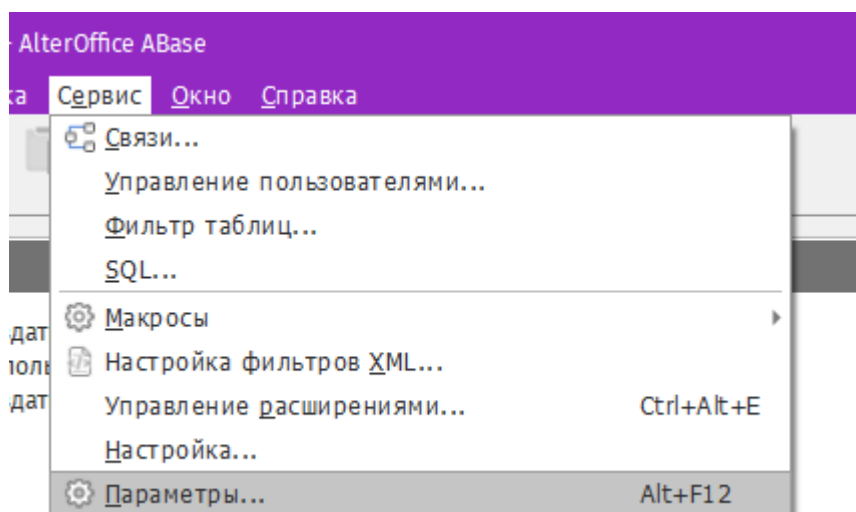 AlterOffice ABase
Сервис Окно Справка
Связи...
Управление пользователями...
Фильтр таблиц...
SQL...
Макросы
Настройка фильтров XML...
Управление расширениями... Ctrl+Alt+E
Настройка...
Параметры... Alt+F12